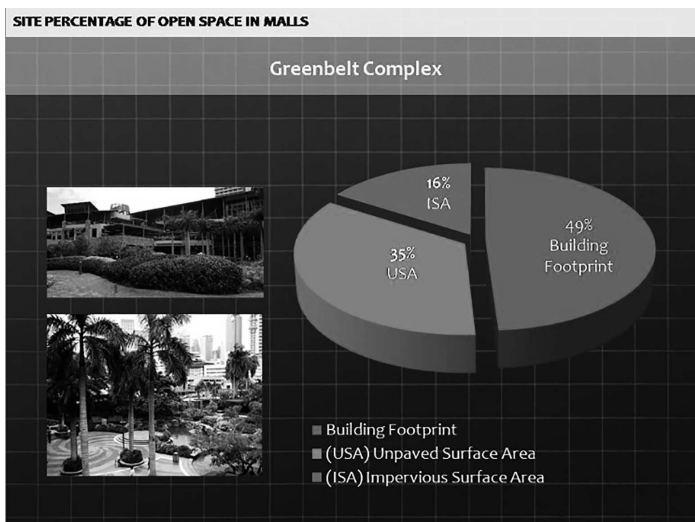 SITE PERCENTAGE OF OPEN SPACE IN MALLS
Greenbelt Complex
16%
ISA
49%
Building
Footprint
35%
USA
Building Footprint
(USA) Unpaved Surface Area
(ISA) Impervious Surface Area